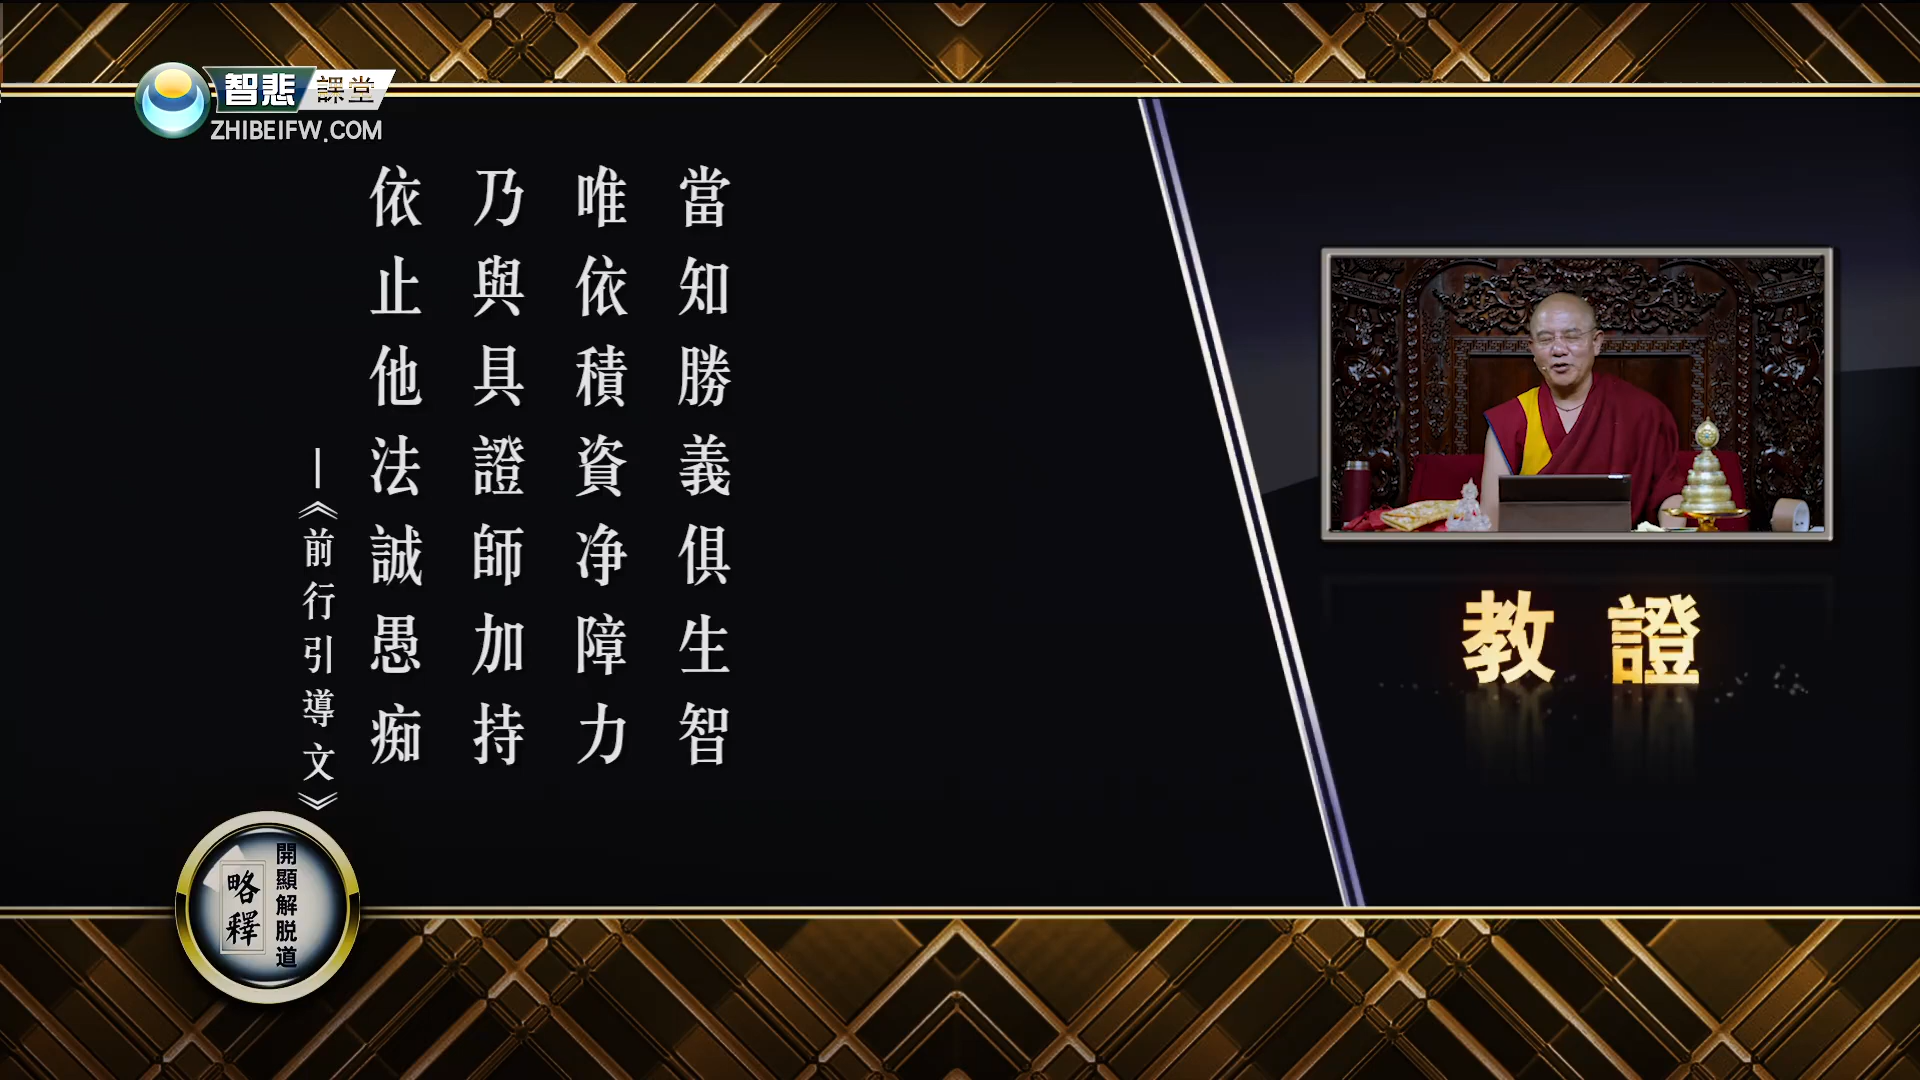 智悲課堂
ZHIBEIFW.COM
當知勝義俱生智
唯依積資净障力
乃與具證師加持
依止他法誠愚痴
—《前行引導文》
教證
開顯解脱道
略釋